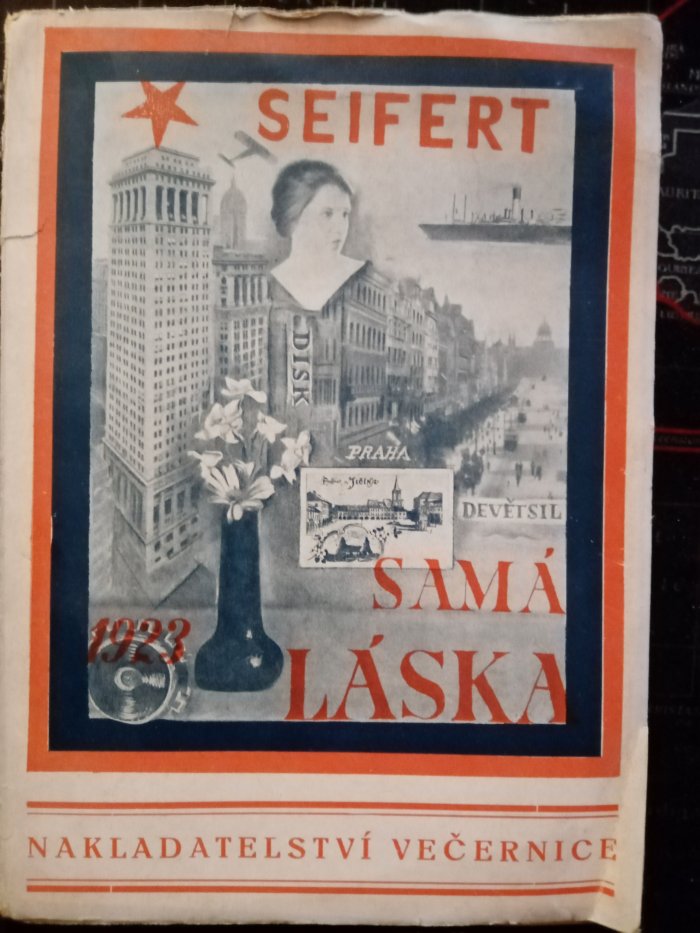 SEIFERT
DISK
PRAHA
DEVĚTSIL
SAMÁ
1923
LÁSKA
NAKLADATELSTVÍ VEČERNICE